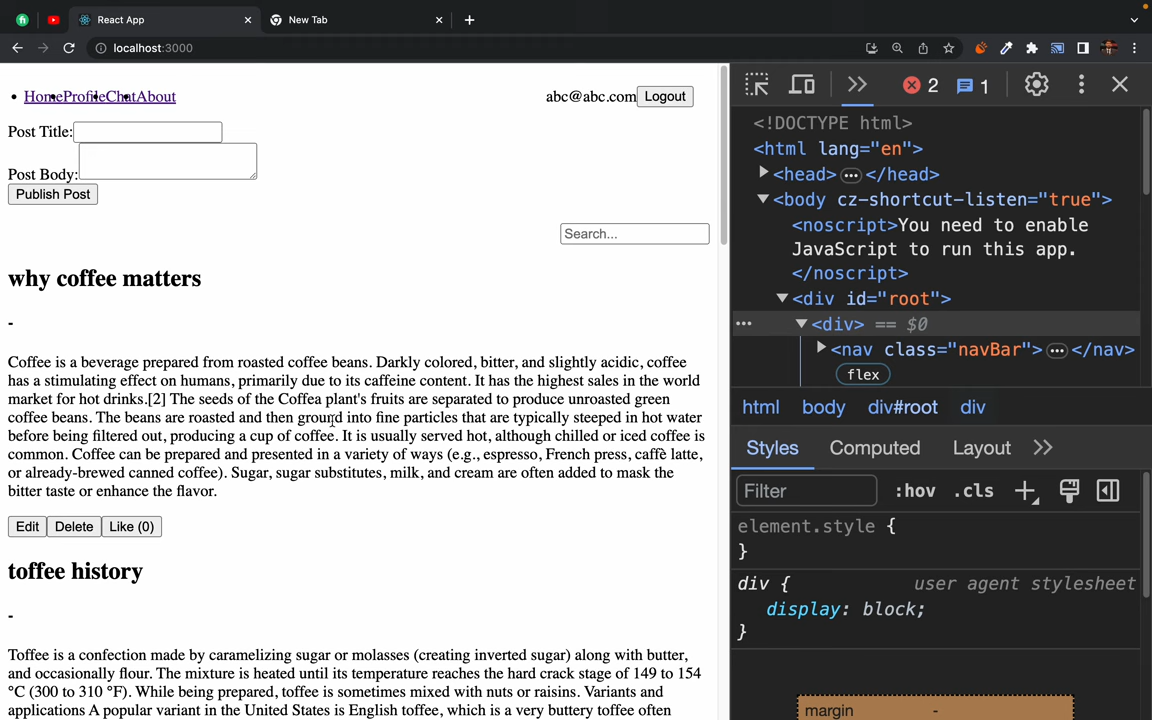 React App
New Tab
localhost:3000
HomeProfileChatAbout
abc@abc.com Logout
Post Title:
Post Body:
Publish Post
Search...
why coffee matters
-
Coffee is a beverage prepared from roasted coffee beans. Darkly colored, bitter, and slightly acidic, coffee
has a stimulating effect on humans, primarily due to its caffeine content. It has the highest sales in the world
market for hot drinks.[2] The seeds of the Coffea plant's fruits are separated to produce unroasted green
coffee beans. The beans are roasted and then ground into fine particles that are typically steeped in hot water
before being filtered out, producing a cup of coffee. It is usually served hot, although chilled or iced coffee is
common. Coffee can be prepared and presented in a variety of ways (e.g., espresso, French press, caffè latte,
or already-brewed canned coffee). Sugar, sugar substitutes, milk, and cream are often added to mask the
bitter taste or enhance the flavor.
Edit Delete Like (0)
toffee history
-
Toffee is a confection made by caramelizing sugar or molasses (creating inverted sugar) along with butter,
and occasionally flour. The mixture is heated until its temperature reaches the hard crack stage of 149 to 154
°C (300 to 310 °F). While being prepared, toffee is sometimes mixed with nuts or raisins. Variants and
applications A popular variant in the United States is English toffee, which is a very buttery toffee often
2 1
<!DOCTYPE html>
<html lang="en">
<head> … </head>
<body cz-shortcut-listen="true">
<noscript>You need to enable
JavaScript to run this app.
</noscript>
<div id="root">
<div> == $0
<nav class="navBar"> … </nav>
flex
html body div#root div
Styles Computed Layout
Filter :hov .cls
element.style {
}
div { user agent stylesheet
display: block;
}
margin -